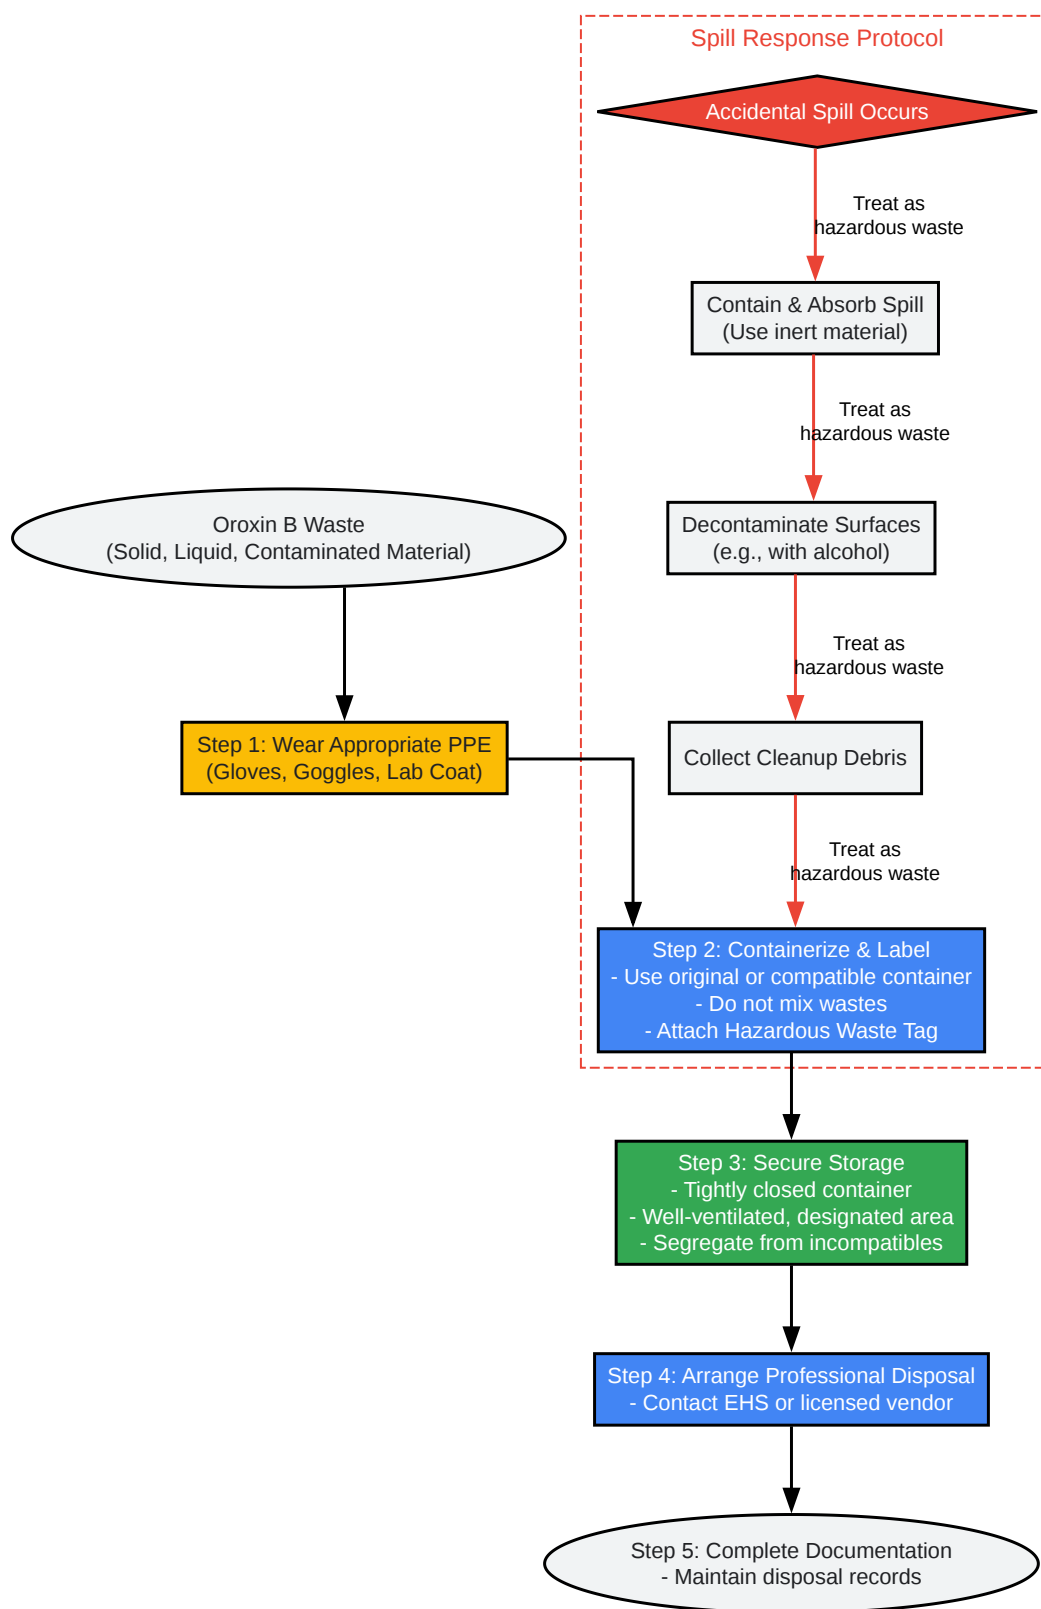 Spill Response Protocol
Accidental Spill Occurs
Treat as
hazardous waste
Contain & Absorb Spill
(Use inert material)
Treat as
hazardous waste
Decontaminate Surfaces
(e.g., with alcohol)
Oroxin B Waste
(Solid, Liquid, Contaminated Material)
Treat as
hazardous waste
Step 1: Wear Appropriate PPE
(Gloves, Goggles, Lab Coat)
Collect Cleanup Debris
Treat as
hazardous waste
Step 2: Containerize & Label
- Use original or compatible container
- Do not mix wastes
- Attach Hazardous Waste Tag
Step 3: Secure Storage
- Tightly closed container
- Well-ventilated, designated area
- Segregate from incompatibles
Step 4: Arrange Professional Disposal
- Contact EHS or licensed vendor
Step 5: Complete Documentation
- Maintain disposal records